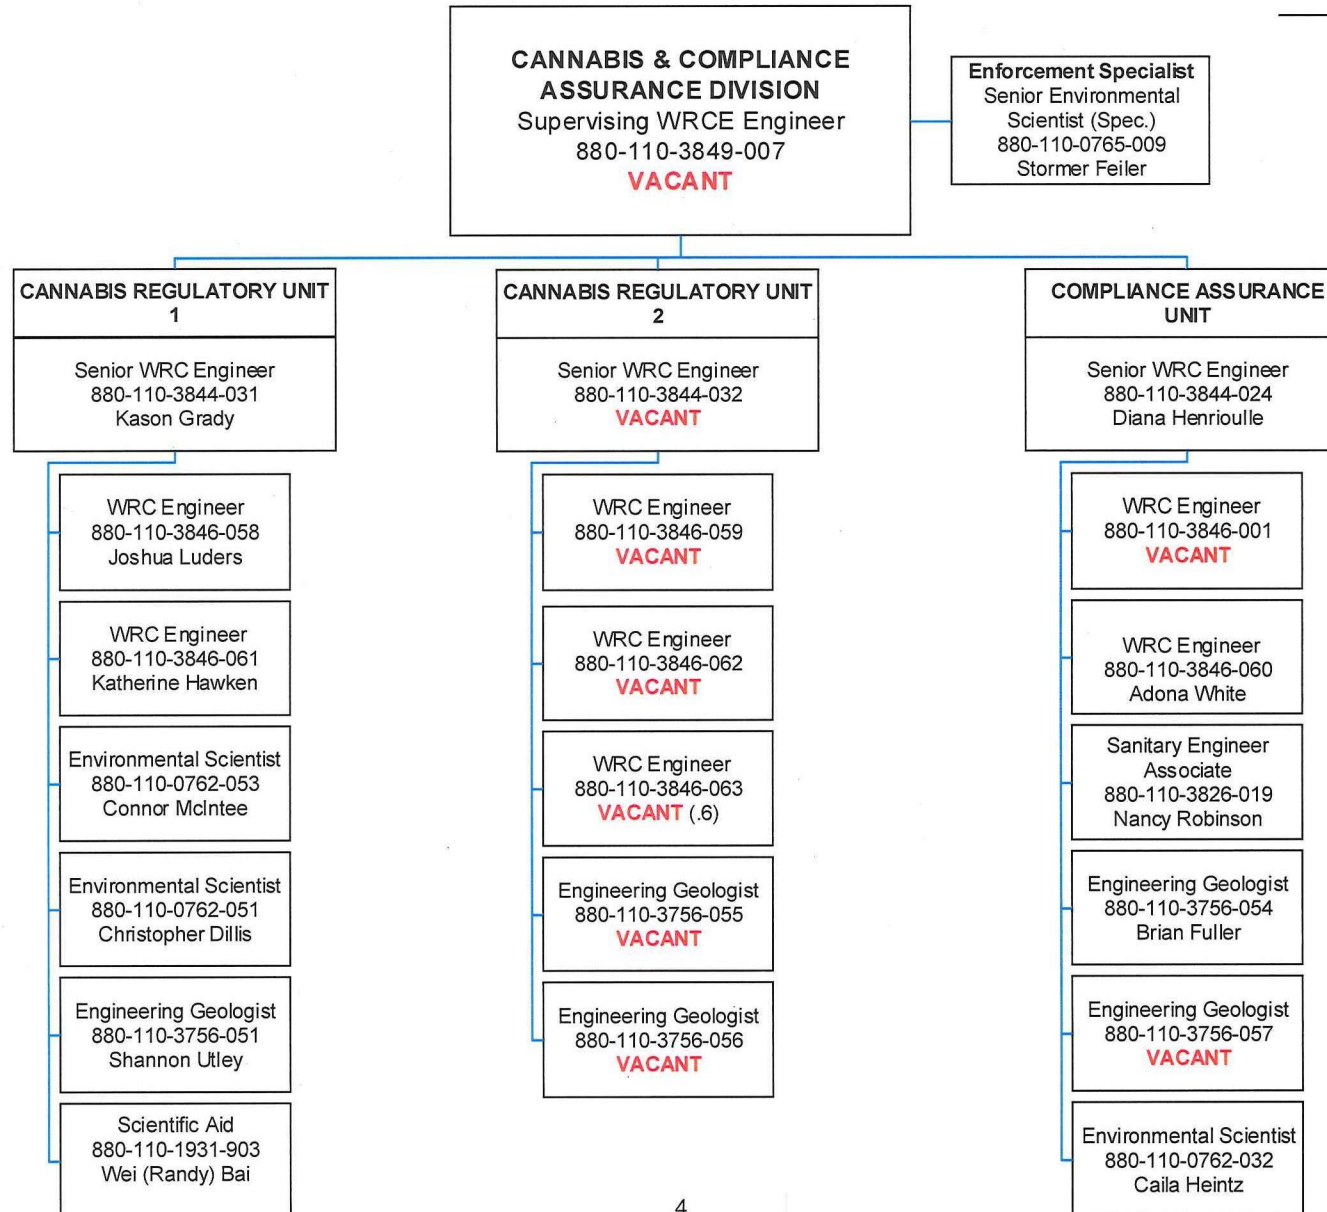 CANNABIS & COMPLIANCE
ASSURANCE DIVISION
Supervising WRCE Engineer
880-110-3849-007
VACANT
Enforcement Specialist
Senior Environmental
Scientist (Spec.)
880-110-0765-009
Stormer Feiler
CANNABIS REGULATORY UNIT
1
Senior WRC Engineer
880-110-3844-031
Kason Grady
WRC Engineer
880-110-3846-058
Joshua Luders
WRC Engineer
880-110-3846-061
Katherine Hawken
Environmental Scientist
880-110-0762-053
Connor McIntee
Environmental Scientist
880-110-0762-051
Christopher Dillis
Engineering Geologist
880-110-3756-051
Shannon Utley
Scientific Aid
880-110-1931-903
Wei (Randy) Bai
CANNABIS REGULATORY UNIT
2
Senior WRC Engineer
880-110-3844-032
VACANT
WRC Engineer
880-110-3846-059
VACANT
WRC Engineer
880-110-3846-062
VACANT
WRC Engineer
880-110-3846-063
VACANT (.6)
Engineering Geologist
880-110-3756-055
VACANT
Engineering Geologist
880-110-3756-056
VACANT
COMPLIANCE ASSURANCE
UNIT
Senior WRC Engineer
880-110-3844-024
Diana Henrioulle
WRC Engineer
880-110-3846-001
VACANT
WRC Engineer
880-110-3846-060
Adona White
Sanitary Engineer
Associate
880-110-3826-019
Nancy Robinson
Engineering Geologist
880-110-3756-054
Brian Fuller
Engineering Geologist
880-110-3756-057
VACANT
Environmental Scientist
880-110-0762-032
Caila Heintz
4